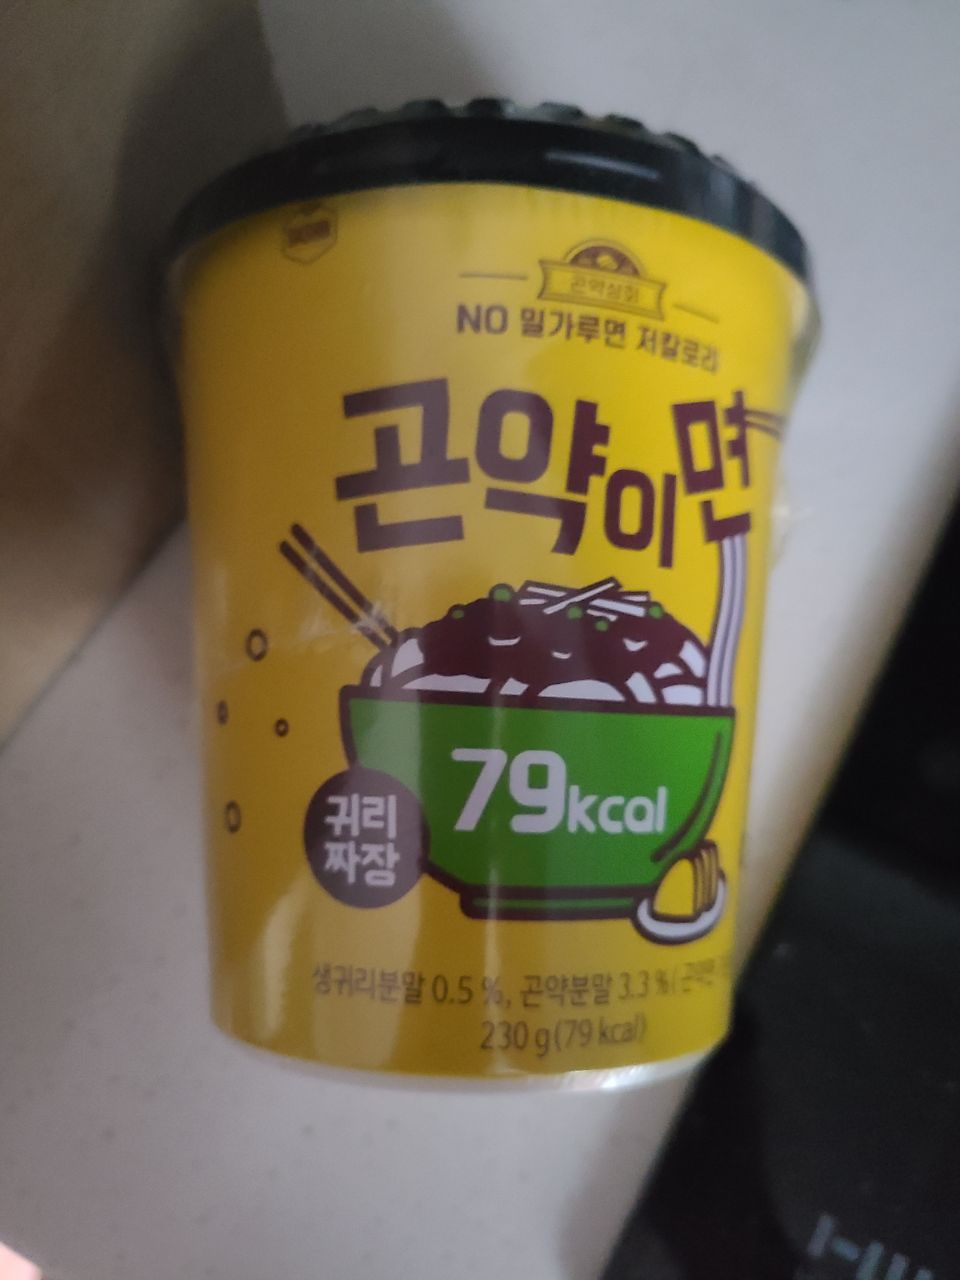 곤약상회
NO 밀가루면 저칼로리
곤약이면
79kcal
귀리
짜장
생귀리분말 0.5 %, 곤약분말 3.3 % (
230 g (79 kcal)